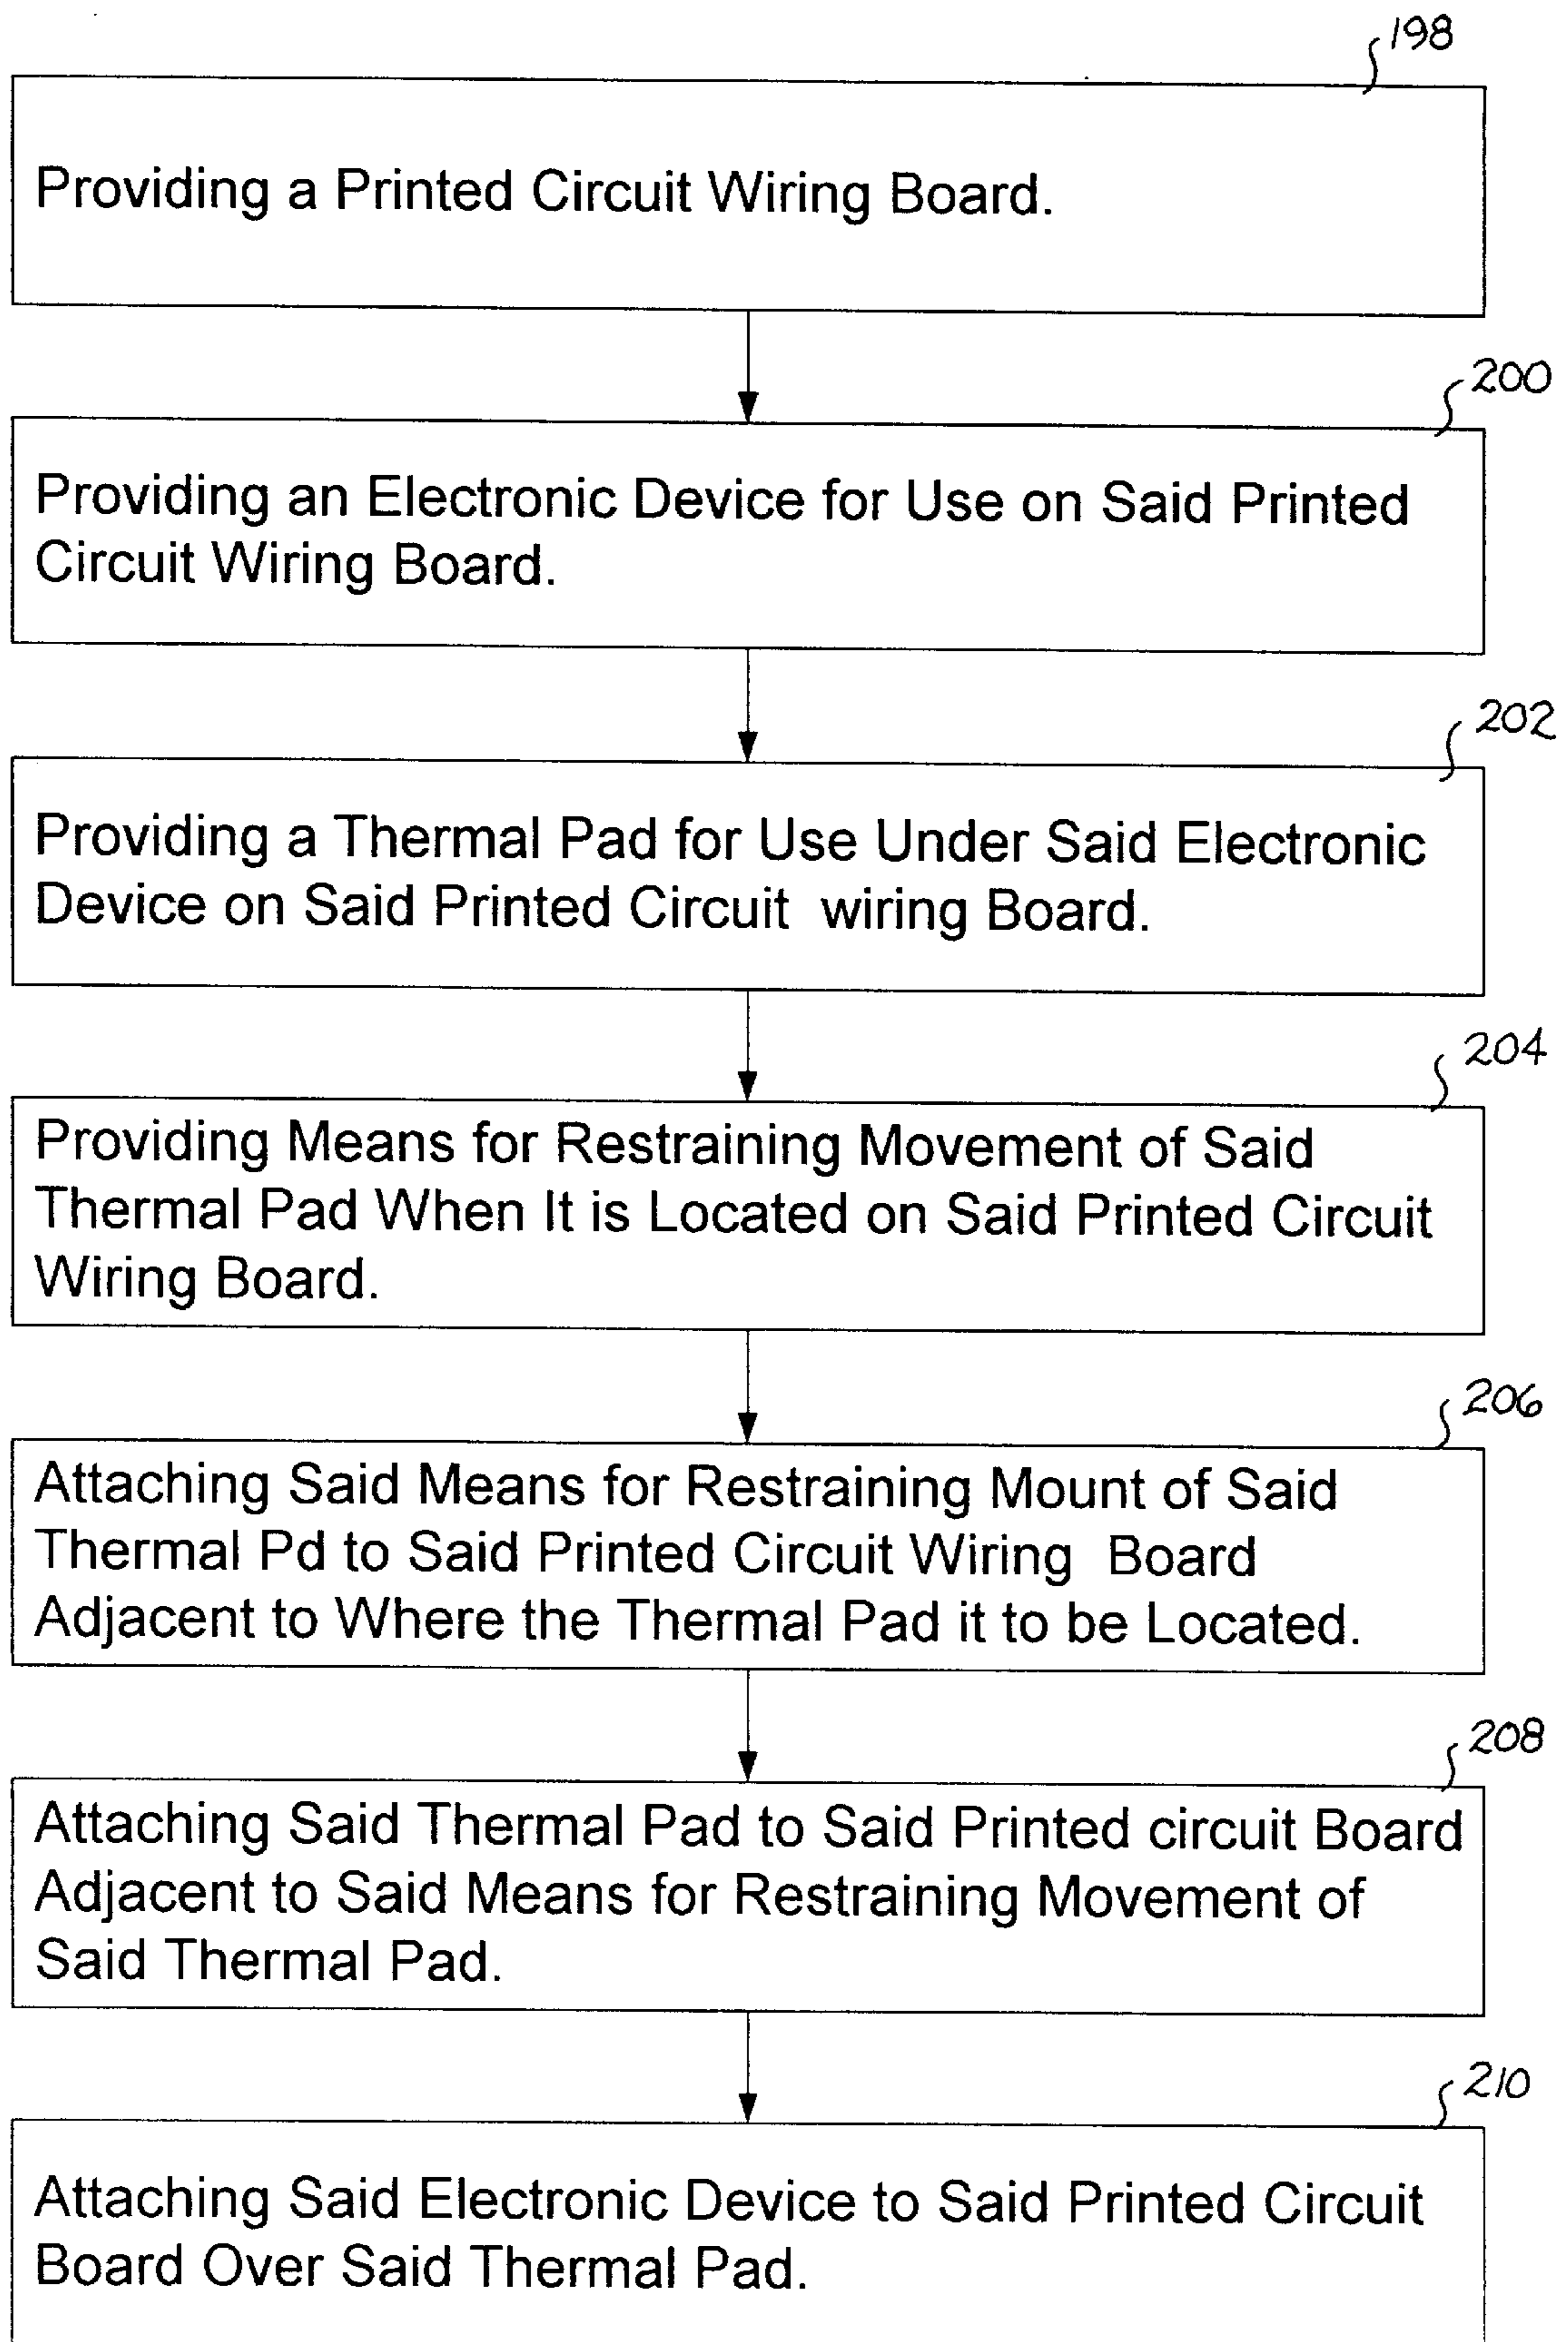 198
Providing a Printed Circuit Wiring Board.
200
Providing an Electronic Device for Use on Said Printed
Circuit Wiring Board.
202
Providing a Thermal Pad for Use Under Said Electronic
Device on Said Printed Circuit wiring Board.
204
Providing Means for Restraining Movement of Said
Thermal Pad When It is Located on Said Printed Circuit
Wiring Board.
206
Attaching Said Means for Restraining Mount of Said
Thermal Pd to Said Printed Circuit Wiring Board
Adjacent to Where the Thermal Pad it to be Located.
208
Attaching Said Thermal Pad to Said Printed circuit Board
Adjacent to Said Means for Restraining Movement of
Said Thermal Pad.
210
Attaching Said Electronic Device to Said Printed Circuit
Board Over Said Thermal Pad.